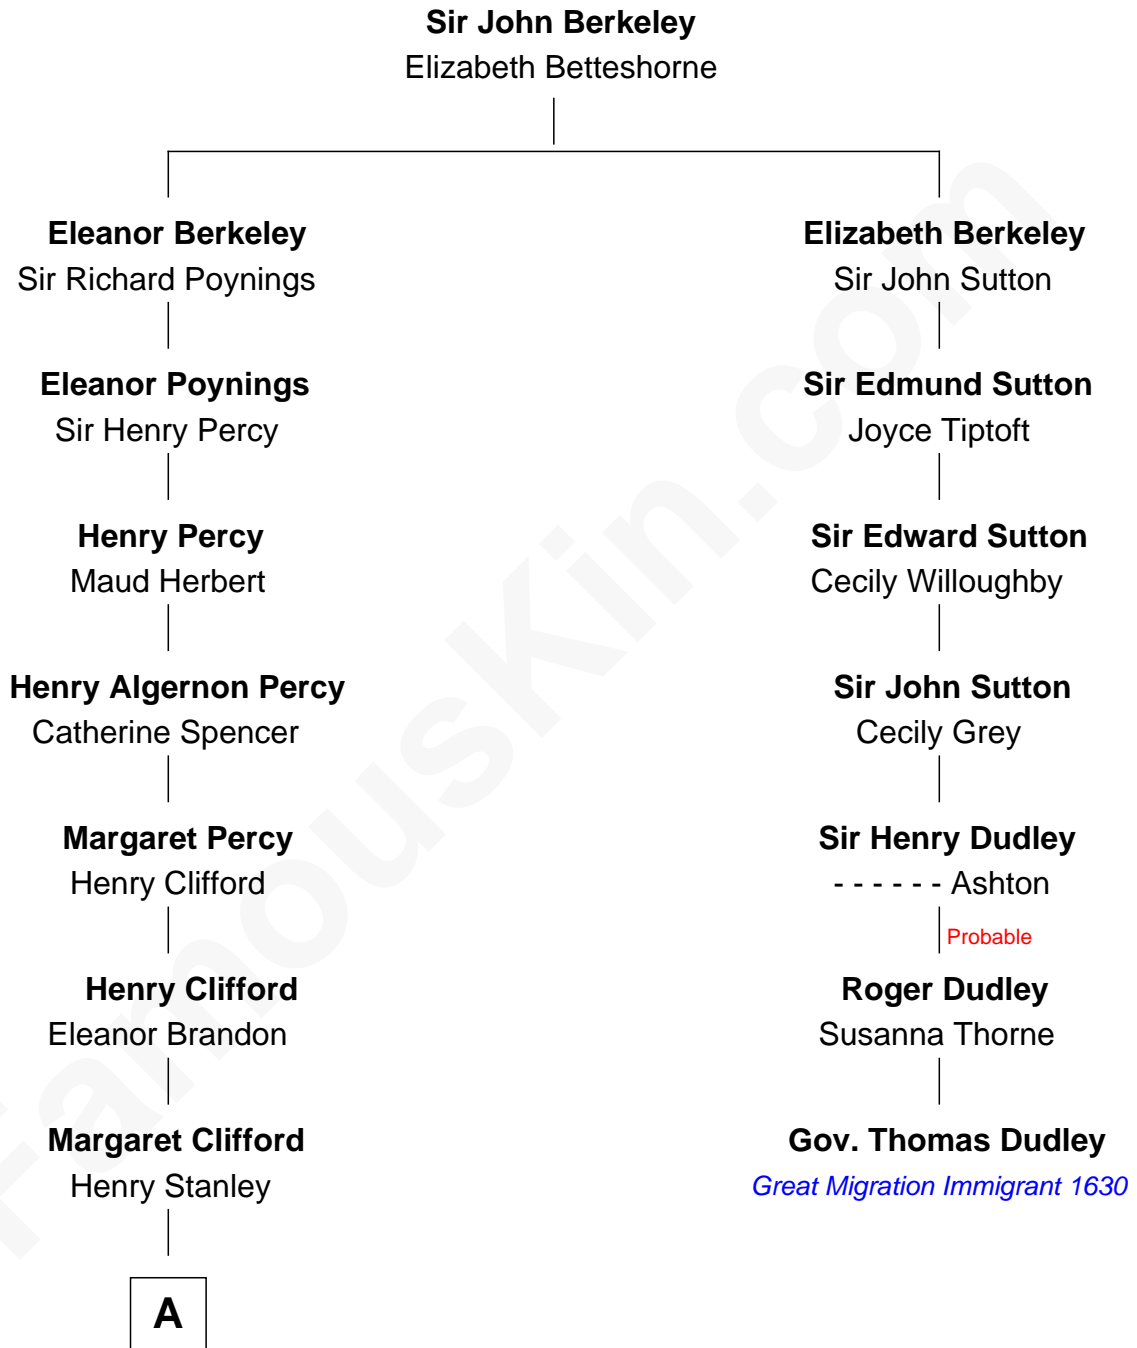 Sir John Berkeley
Elizabeth Betteshorne
Eleanor Berkeley
Sir Richard Poynings
Eleanor Poynings
Sir Henry Percy
Henry Percy
Maud Herbert
Henry Algernon Percy
Catherine Spencer
Margaret Percy
Henry Clifford
Henry Clifford
Eleanor Brandon
Margaret Clifford
Henry Stanley
A
Elizabeth Berkeley
Sir John Sutton
Sir Edmund Sutton
Joyce Tiptoft
Sir Edward Sutton
Cecily Willoughby
Sir John Sutton
Cecily Grey
Sir Henry Dudley
- - - - - - Ashton
Probable
Roger Dudley
Susanna Thorne
Gov. Thomas Dudley
Great Migration Immigrant 1630
FamousKin.com